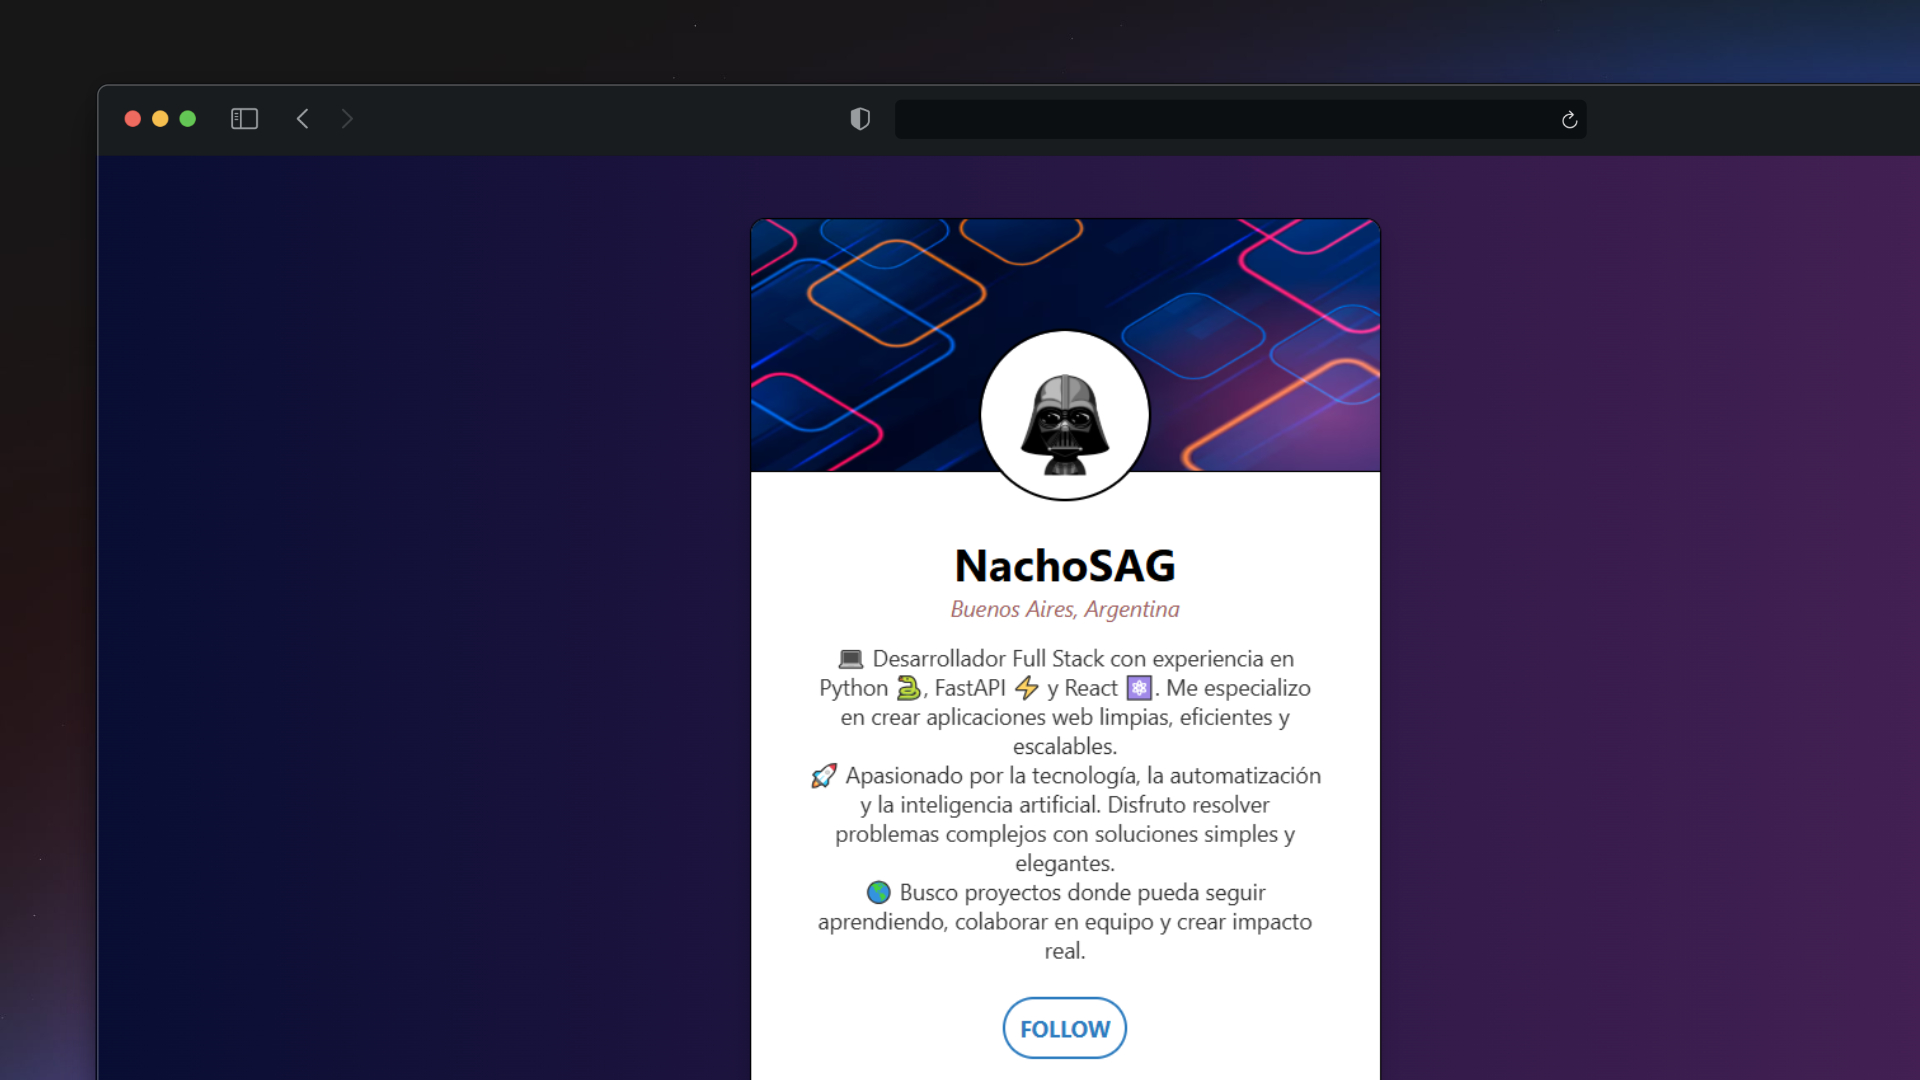 NachoSAG
Buenos Aires, Argentina
💻 Desarrollador Full Stack con experiencia en
Python 🐍, FastAPI ⚡ y React ⚛️. Me especializo
en crear aplicaciones web limpias, eficientes y
escalables.
🚀 Apasionado por la tecnología, la automatización
y la inteligencia artificial. Disfruto resolver
problemas complejos con soluciones simples y
elegantes.
🌎 Busco proyectos donde pueda seguir
aprendiendo, colaborar en equipo y crear impacto
real.
FOLLOW